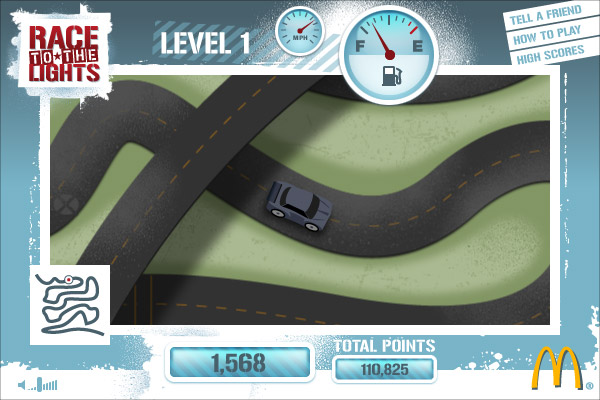 RACE
TO★THE
LIGHTS
LEVEL 1
MPH
F E
TELL A FRIEND
HOW TO PLAY
HIGH SCORES
1,568
TOTAL POINTS
110,825
M®